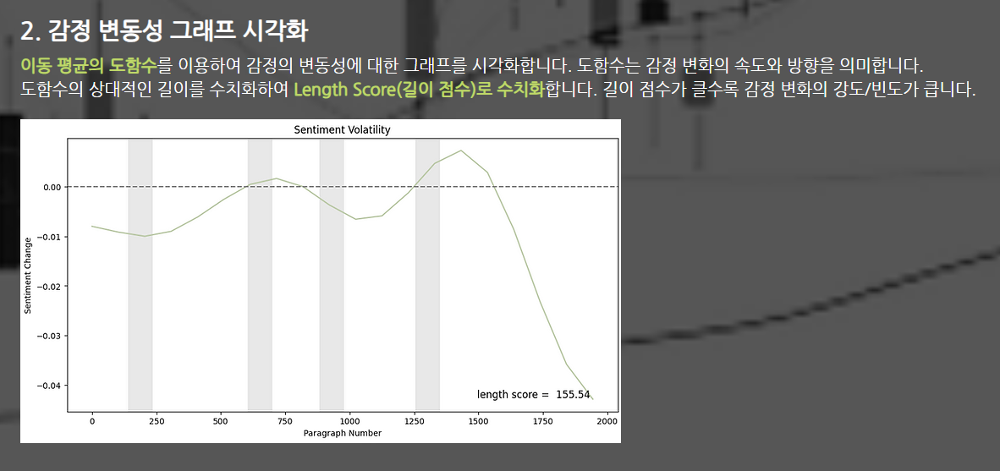 2. 감정 변동성 그래프 시각화
이동 평균의 도함수를 이용하여 감정의 변동성에 대한 그래프를 시각화합니다. 도함수는 감정 변화의 속도와 방향을 의미합니다.
도함수의 상대적인 길이를 수치화하여 Length Score(길이 점수)로 수치화합니다. 길이 점수가 클수록 감정 변화의 강도/빈도가 큽니다.
Sentiment Volatility
Sentiment Change
0.00
−0.01
−0.02
−0.03
−0.04
length score = 155.54
0 250 500 750 1000 1250 1500 1750 2000
Paragraph Number